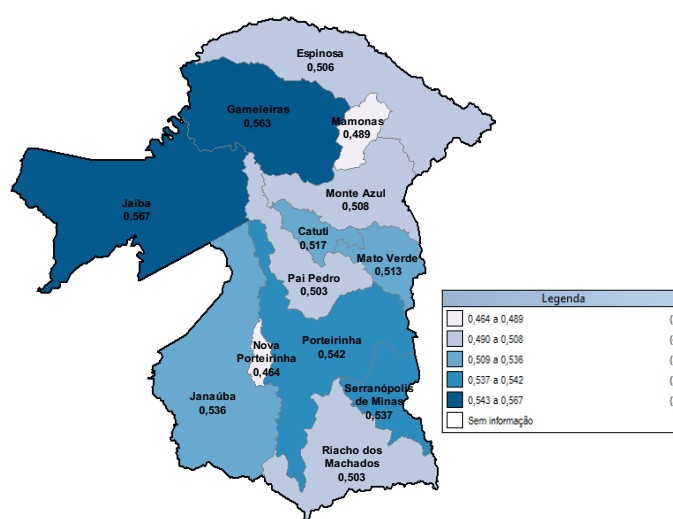 Espinosa
0,506
Gameleiras
0,563
Mamonas
0,489
Jaíba
0,567
Monte Azul
0,508
Catuti
0,517
Mato Verde
0,513
Pai Pedro
0,503
Nova
Porteirinha
0,464
Porteirinha
0,542
Janaúba
0,536
Serranópolis
de Minas
0,537
Riacho dos
Machados
0,503
Legenda
0,464 a 0,489
0,490 a 0,508
0,509 a 0,536
0,537 a 0,542
0,543 a 0,567
Sem informação